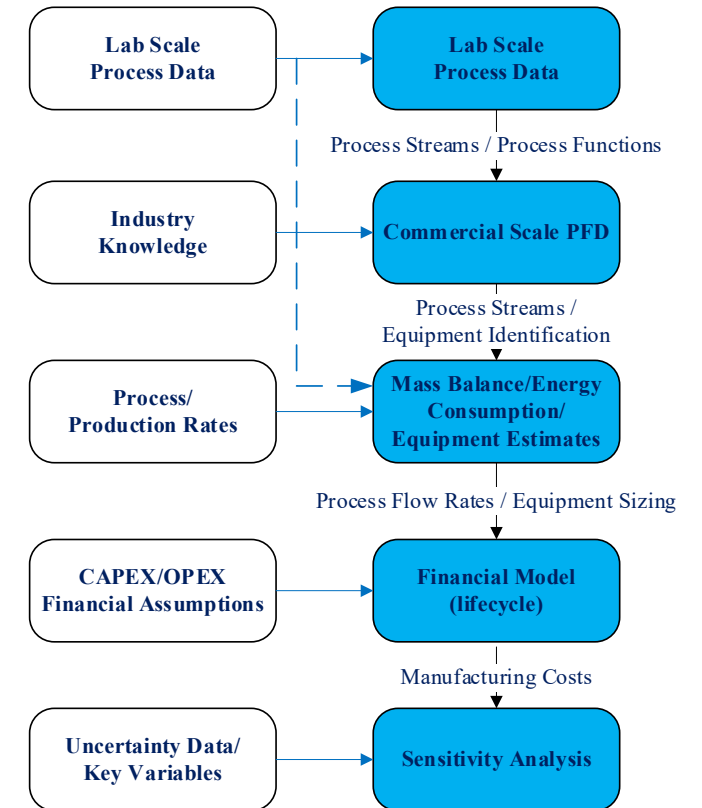 Lab Scale
Process Data
Lab Scale
Process Data
Process Streams / Process Functions
Industry
Knowledge
Commercial Scale PFD
Process Streams /
Equipment Identification
Process/
Production Rates
Mass Balance/Energy
Consumption/
Equipment Estimates
Process Flow Rates / Equipment Sizing
CAPEX/OPEX
Financial Assumptions
Financial Model
(lifecycle)
Manufacturing Costs
Uncertainty Data/
Key Variables
Sensitivity Analysis